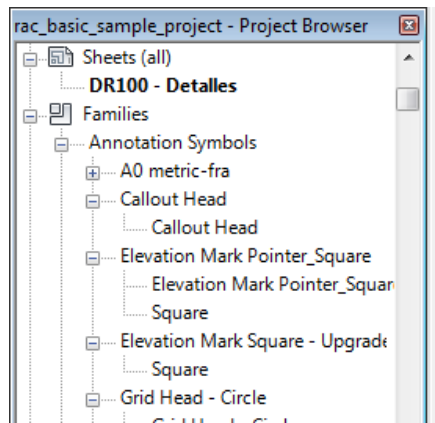 rac_basic_sample_project - Project Browser
Sheets (all)
DR100 - Detalles
Families
Annotation Symbols
A0 metric-fra
Callout Head
Callout Head
Elevation Mark Pointer_Square
Elevation Mark Pointer_Squar
Square
Elevation Mark Square - Upgrade
Square
Grid Head - Circle